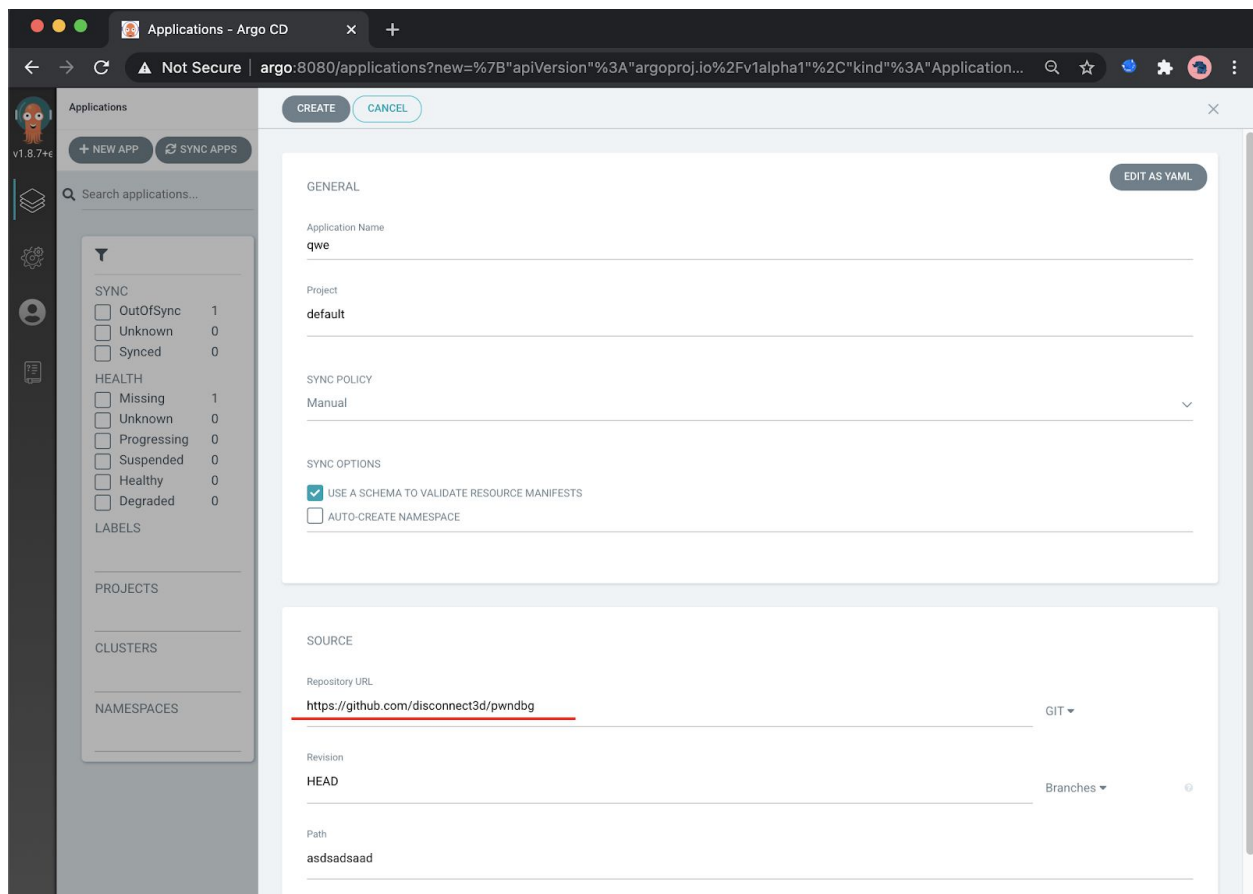 Applications - Argo CD
Not Secure | argo:8080/applications?new=%7B"apiVersion"%3A"argoproj.io%2Fv1alpha1"%2C"kind"%3A"Application...
v1.8.7+e
Applications
+ NEW APP
SYNC APPS
Search applications...
SYNC
OutOfSync 1
Unknown 0
Synced 0
HEALTH
Missing 1
Unknown 0
Progressing 0
Suspended 0
Healthy 0
Degraded 0
LABELS
PROJECTS
CLUSTERS
NAMESPACES
CREATE
CANCEL
GENERAL
EDIT AS YAML
Application Name
qwe
Project
default
SYNC POLICY
Manual
SYNC OPTIONS
USE A SCHEMA TO VALIDATE RESOURCE MANIFESTS
AUTO-CREATE NAMESPACE
SOURCE
Repository URL
https://github.com/disconnect3d/pwndbg
GIT
Revision
HEAD
Branches
Path
asdsadsaad